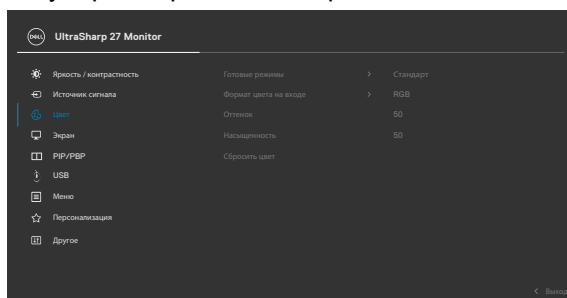 DELL UltraSharp 27 Monitor
Яркость / контрастность Готовые режимы > Стандарт
Источник сигнала Формат цвета на входе > RGB
Цвет Оттенок 50
Экран Насыщенность 50
PIP/PBP Сбросить цвет
USB
Меню
Персонализация
Другое
< Выход